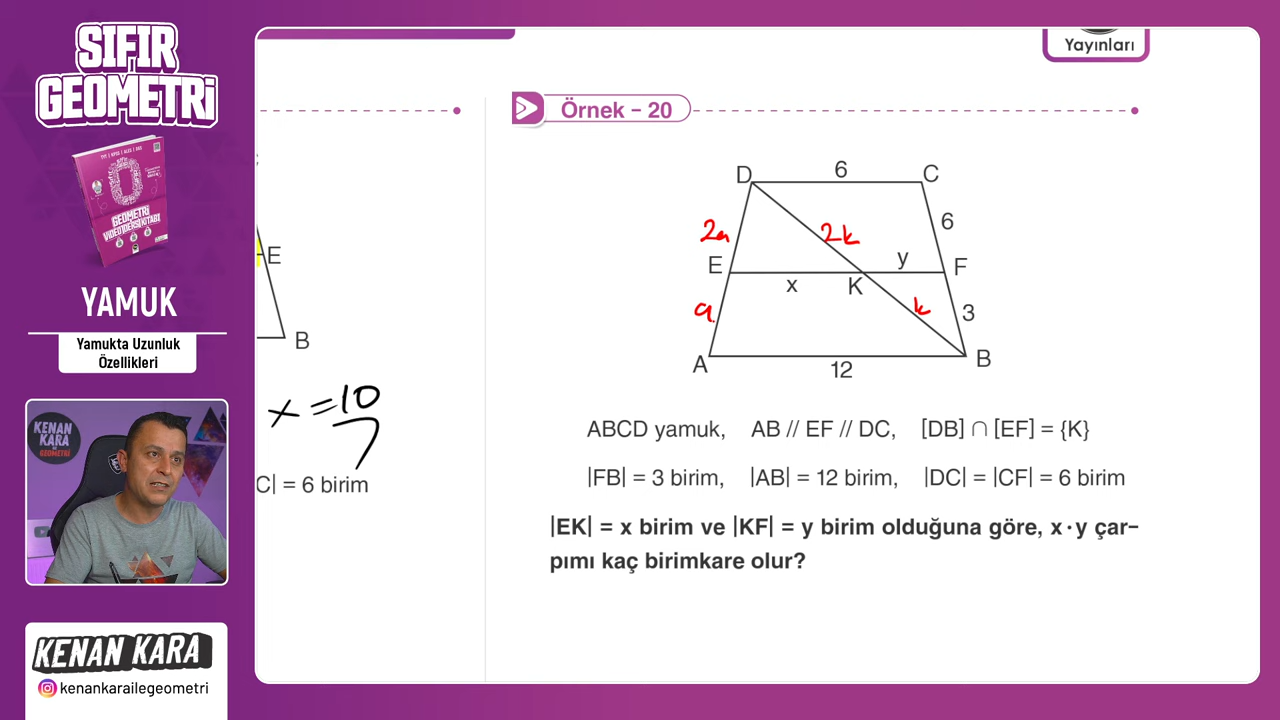 SIFIR
GEOMETRİ
GEOMETRİ
VİDEO DERS KİTABI
YAMUK
Yamukta Uzunluk
Özellikleri
KENAN
KARA
GEOMETRİ
KENAN KARA
kenankarailegeometri
E
B
x = 10
7
C| = 6 birim
Yayınları
Örnek - 20
D 6 C
2a 2k 6
E x K y F
a k 3
A 12 B
ABCD yamuk, AB // EF // DC, [DB] ∩ [EF] = {K}
|FB| = 3 birim, |AB| = 12 birim, |DC| = |CF| = 6 birim
|EK| = x birim ve |KF| = y birim olduğuna göre, x · y çar-
pımı kaç birimkare olur?